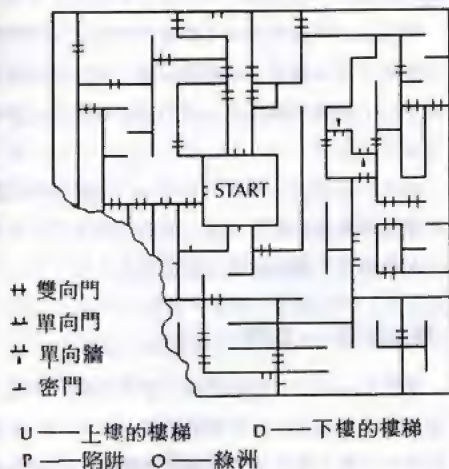 START
雙向門
單向門
單向牆
密門
U——上樓的樓梯 D——下樓的樓梯
P——陷阱 O——綠洲